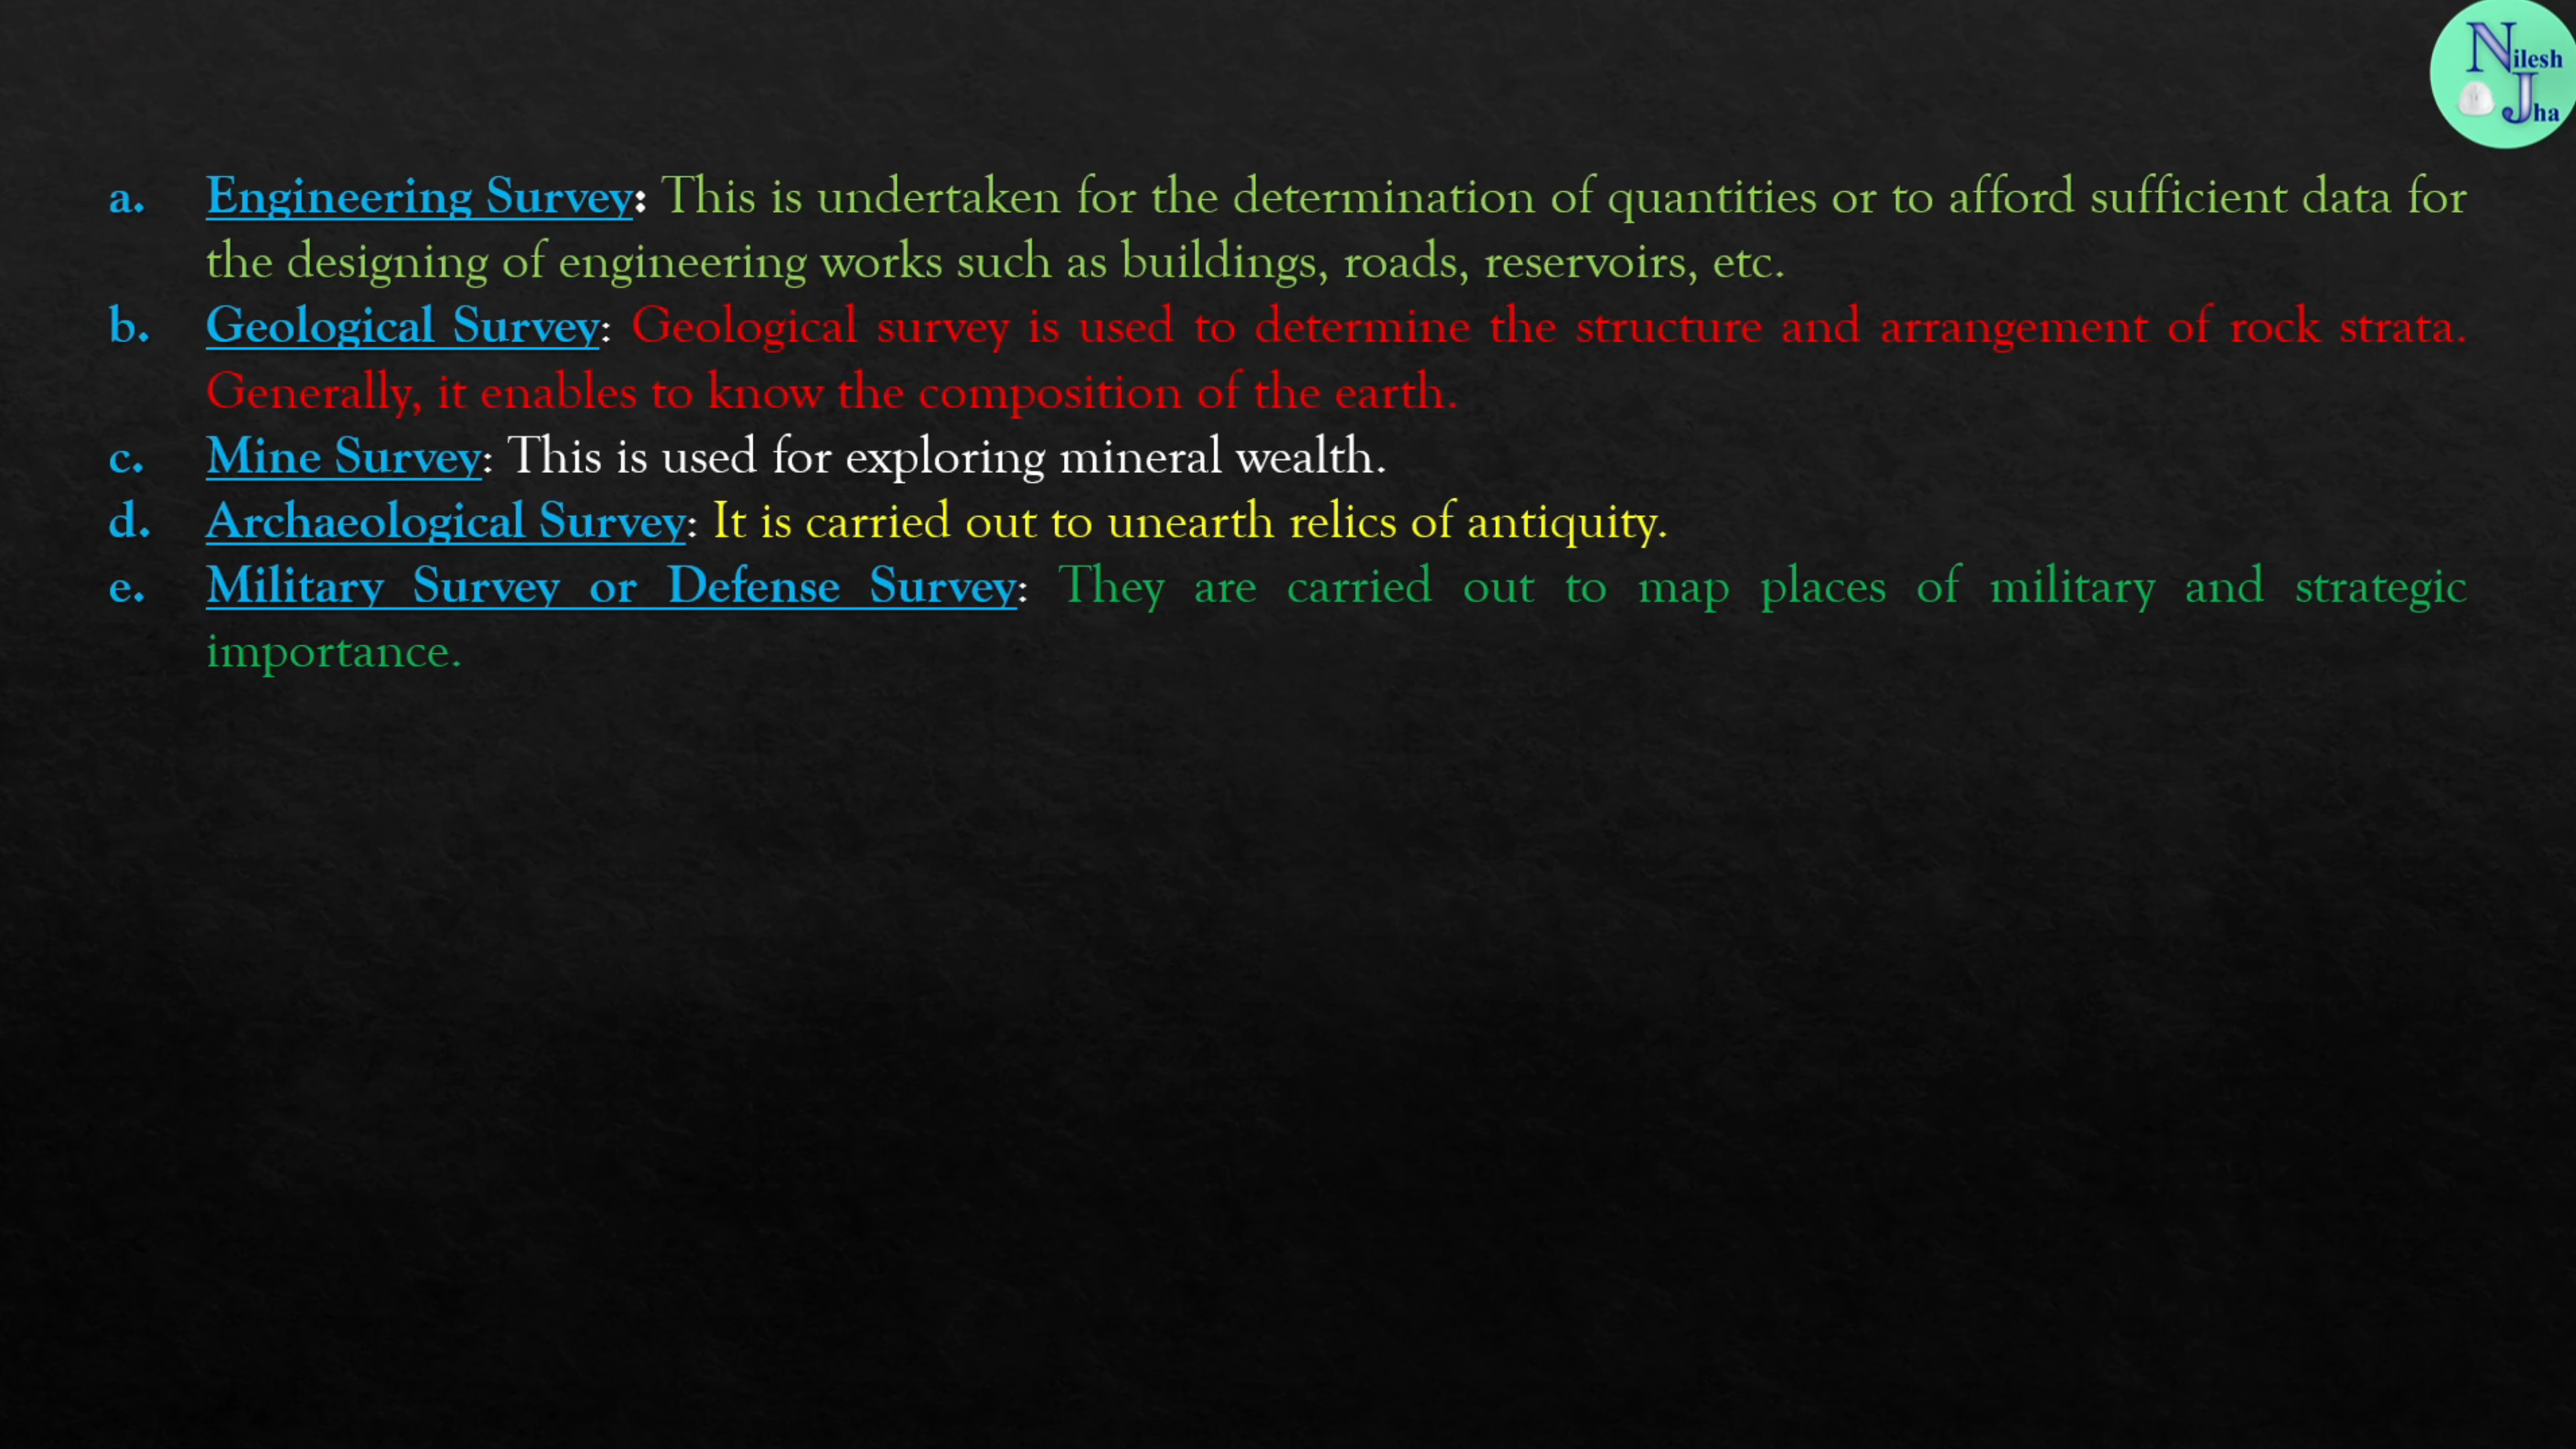 Nilesh
Jha
a. Engineering Survey: This is undertaken for the determination of quantities or to afford sufficient data for
the designing of engineering works such as buildings, roads, reservoirs, etc.
b. Geological Survey: Geological survey is used to determine the structure and arrangement of rock strata.
Generally, it enables to know the composition of the earth.
c. Mine Survey: This is used for exploring mineral wealth.
d. Archaeological Survey: It is carried out to unearth relics of antiquity.
e. Military Survey or Defense Survey: They are carried out to map places of military and strategic
importance.